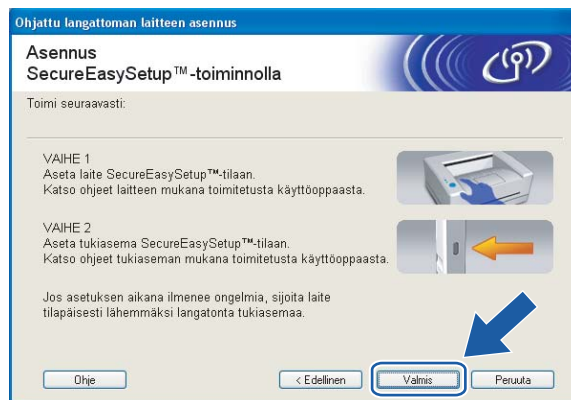 Ohjattu langattoman laitteen asennus
Asennus
SecureEasySetup™-toiminnolla
Toimi seuraavasti:
VAIHE 1
Aseta laite SecureEasySetup™-tilaan.
Katso ohjeet laitteen mukana toimitetusta käyttöoppaasta.
VAIHE 2
Aseta tukiasema SecureEasySetup™-tilaan.
Katso ohjeet tukiaseman mukana toimitetusta käyttöoppaasta.
Jos asetuksen aikana ilmenee ongelmia, sijoita laite
tilapäisesti lähemmäksi langatonta tukiasemaa.
Ohje
< Edellinen
Valmis
Peruuta